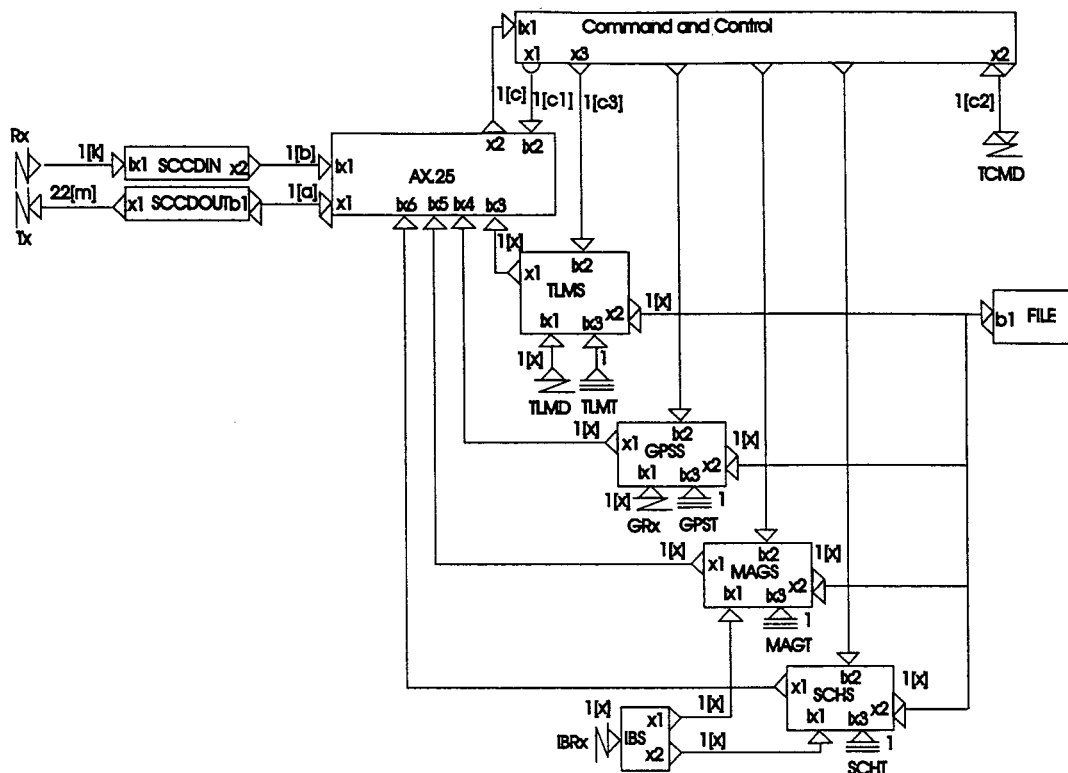 Command and Control
lx1
x1
x3
x2
1[c]
1[c1]
1[c3]
1[c2]
TCMD
Rx
1[k]
lx1
SCCDIN
x2
1[b]
lx1
x2
lx2
AX.25
22[m]
x1
SCCDOUT
b1
1[a]
x1
Tx
lx6
lx5
lx4
lx3
1[x]
x1
lx2
TLMS
x2
1[x]
lx1
lx3
b1
FILE
1[x]
1
TLMD
TLMT
1[x]
x1
lx2
GPSS
1[x]
x2
lx1
lx3
1[x]
1
GRx
GPST
1[x]
x1
lx2
MAGS
1[x]
x2
lx1
lx3
1
MAGT
x1
lx2
SCHS
1[x]
x2
lx1
lx3
1[x]
1[x]
x1
IBRx
IBS
x2
1[x]
1
SCHT